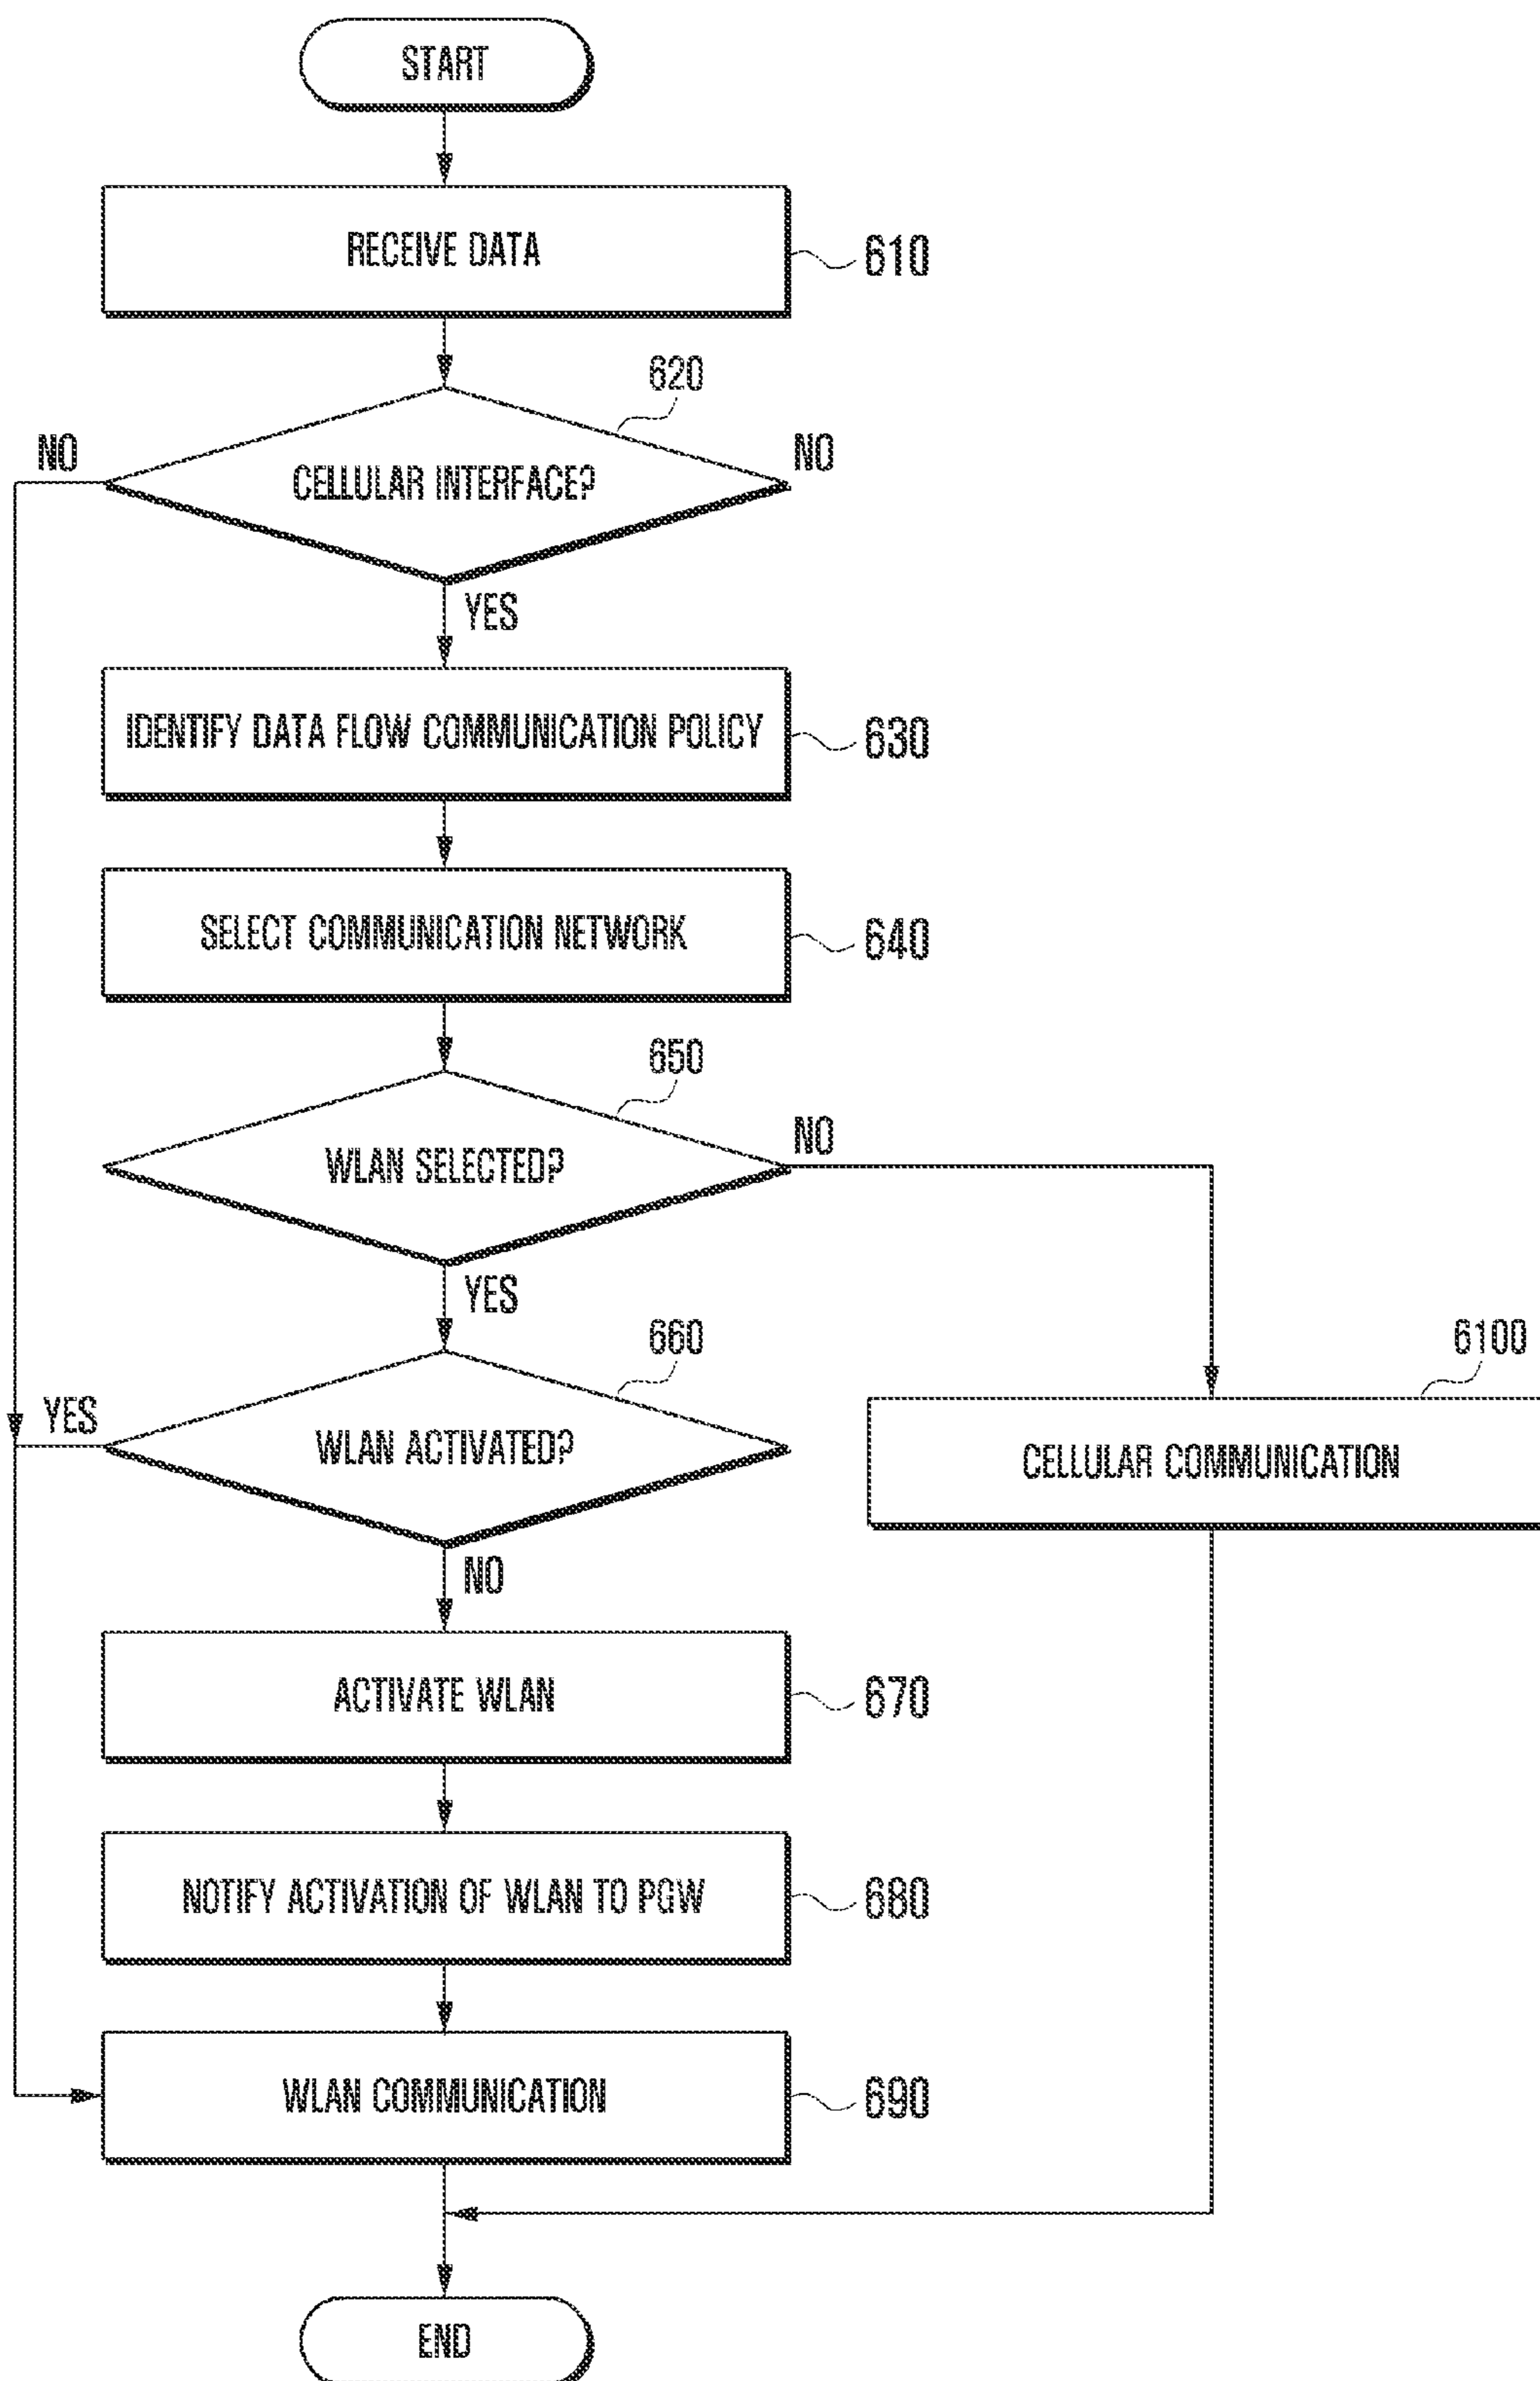 START
RECEIVE DATA
610
620
NO
CELLULAR INTERFACE?
NO
YES
IDENTIFY DATA FLOW COMMUNICATION POLICY
630
SELECT COMMUNICATION NETWORK
640
650
WLAN SELECTED?
NO
YES
660
6100
YES
WLAN ACTIVATED?
CELLULAR COMMUNICATION
NO
ACTIVATE WLAN
670
NOTIFY ACTIVATION OF WLAN TO PGW
680
WLAN COMMUNICATION
690
END